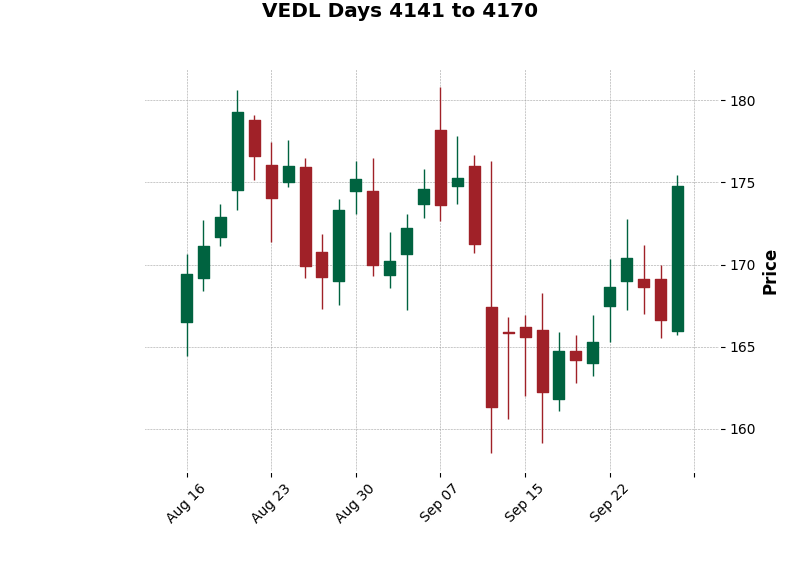 VEDL Days 4141 to 4170
180
175
170
165
160
Price
Aug 16
Aug 23
Aug 30
Sep 07
Sep 15
Sep 22